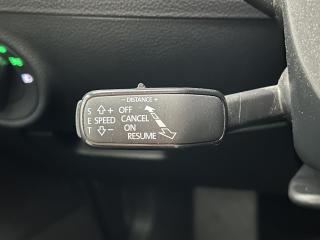 - DISTANCE -
S ⇧+ OFF
E SPEED CANCEL
T ⇩- ON
RESUME